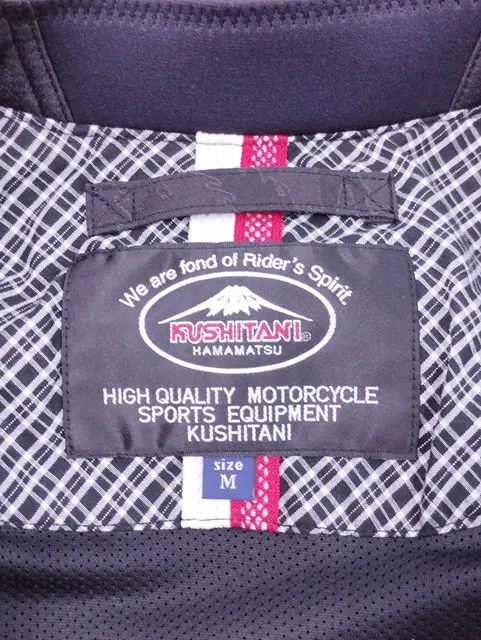 We are fond of Rider's Spirit.
KUSHITANI®
HAMAMATSU
HIGH QUALITY MOTORCYCLE
SPORTS EQUIPMENT
KUSHITANI
size
M